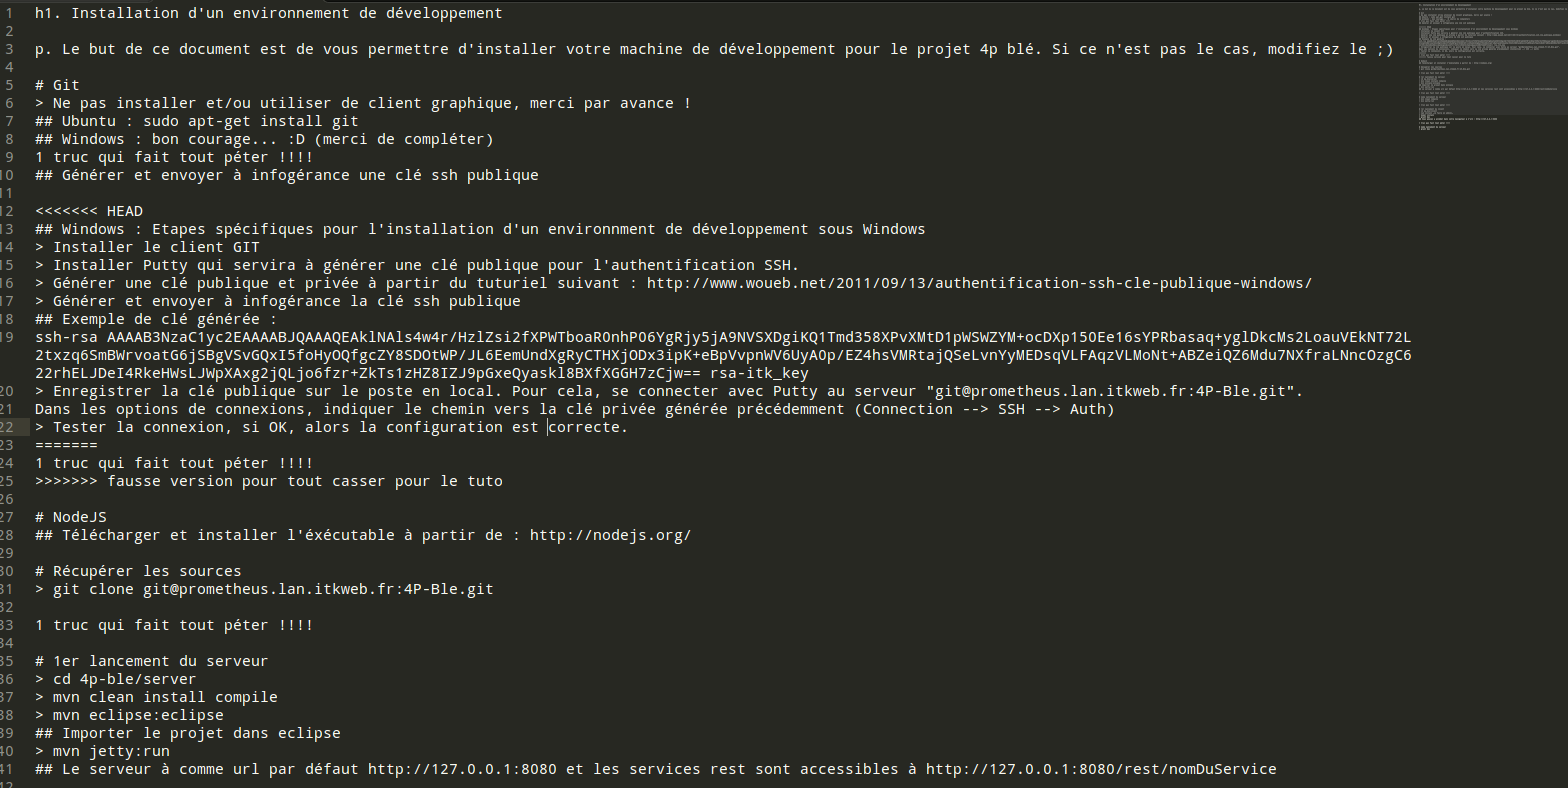 1 h1. Installation d'un environnement de développement
2
3 p. Le but de ce document est de vous permettre d'installer votre machine de développement pour le projet 4p blé. Si ce n'est pas le cas, modifiez le ;)
4
5 # Git
6 > Ne pas installer et/ou utiliser de client graphique, merci par avance !
7 ## Ubuntu : sudo apt-get install git
8 ## Windows : bon courage... :D (merci de compléter)
9 1 truc qui fait tout péter !!!!
10 ## Générer et envoyer à infogérance une clé ssh publique
11
12 <<<<<<< HEAD
13 ## Windows : Etapes spécifiques pour l'installation d'un environnment de développement sous Windows
14 > Installer le client GIT
15 > Installer Putty qui servira à générer une clé publique pour l'authentification SSH.
16 > Générer une clé publique et privée à partir du tuturiel suivant : http://www.woueb.net/2011/09/13/authentification-ssh-cle-publique-windows/
17 > Générer et envoyer à infogérance la clé ssh publique
18 ## Exemple de clé générée :
19 ssh-rsa AAAAB3NzaC1yc2EAAAABJQAAAQEAklNAls4w4r/HzlZsi2fXPWTboaR0nhP06YgRjy5jA9NVSXDgiKQ1Tmd358XPvXMtD1pWSWZYM+ocDXp15OEe16sYPRbasaq+yglDkcMs2LoauVEkNT72L
2txzq6SmBWrvoatG6jSBgVSvGQxI5foHyOQfgcZY8SDOtWP/JL6EemUndXgRyCTHXjODx3ipK+eBpVvpnWV6UyA0p/EZ4hsVMRtajQSeLvnYyMEDsqVLFAqzVLMoNt+ABZeiQZ6Mdu7NXfraLNncOzgC6
22rhELJDeI4RkeHWsLJWpXAxg2jQLjo6fzr+ZkTs1zHZ8IZJ9pGxeQyaskl8BXfXGGH7zCjw== rsa-itk_key
20 > Enregistrer la clé publique sur le poste en local. Pour cela, se connecter avec Putty au serveur "git@prometheus.lan.itkweb.fr:4P-Ble.git".
21 Dans les options de connexions, indiquer le chemin vers la clé privée générée précédemment (Connection --> SSH --> Auth)
22 > Tester la connexion, si OK, alors la configuration est correcte.
23 =======
24 1 truc qui fait tout péter !!!!
25 >>>>>>> fausse version pour tout casser pour le tuto
26
27 # NodeJS
28 ## Télécharger et installer l'éxécutable à partir de : http://nodejs.org/
29
30 # Récupérer les sources
31 > git clone git@prometheus.lan.itkweb.fr:4P-Ble.git
32
33 1 truc qui fait tout péter !!!!
34
35 # 1er lancement du serveur
36 > cd 4p-ble/server
37 > mvn clean install compile
38 > mvn eclipse:eclipse
39 ## Importer le projet dans eclipse
40 > mvn jetty:run
41 ## Le serveur à comme url par défaut http://127.0.0.1:8080 et les services rest sont accessibles à http://127.0.0.1:8080/rest/nomDuService